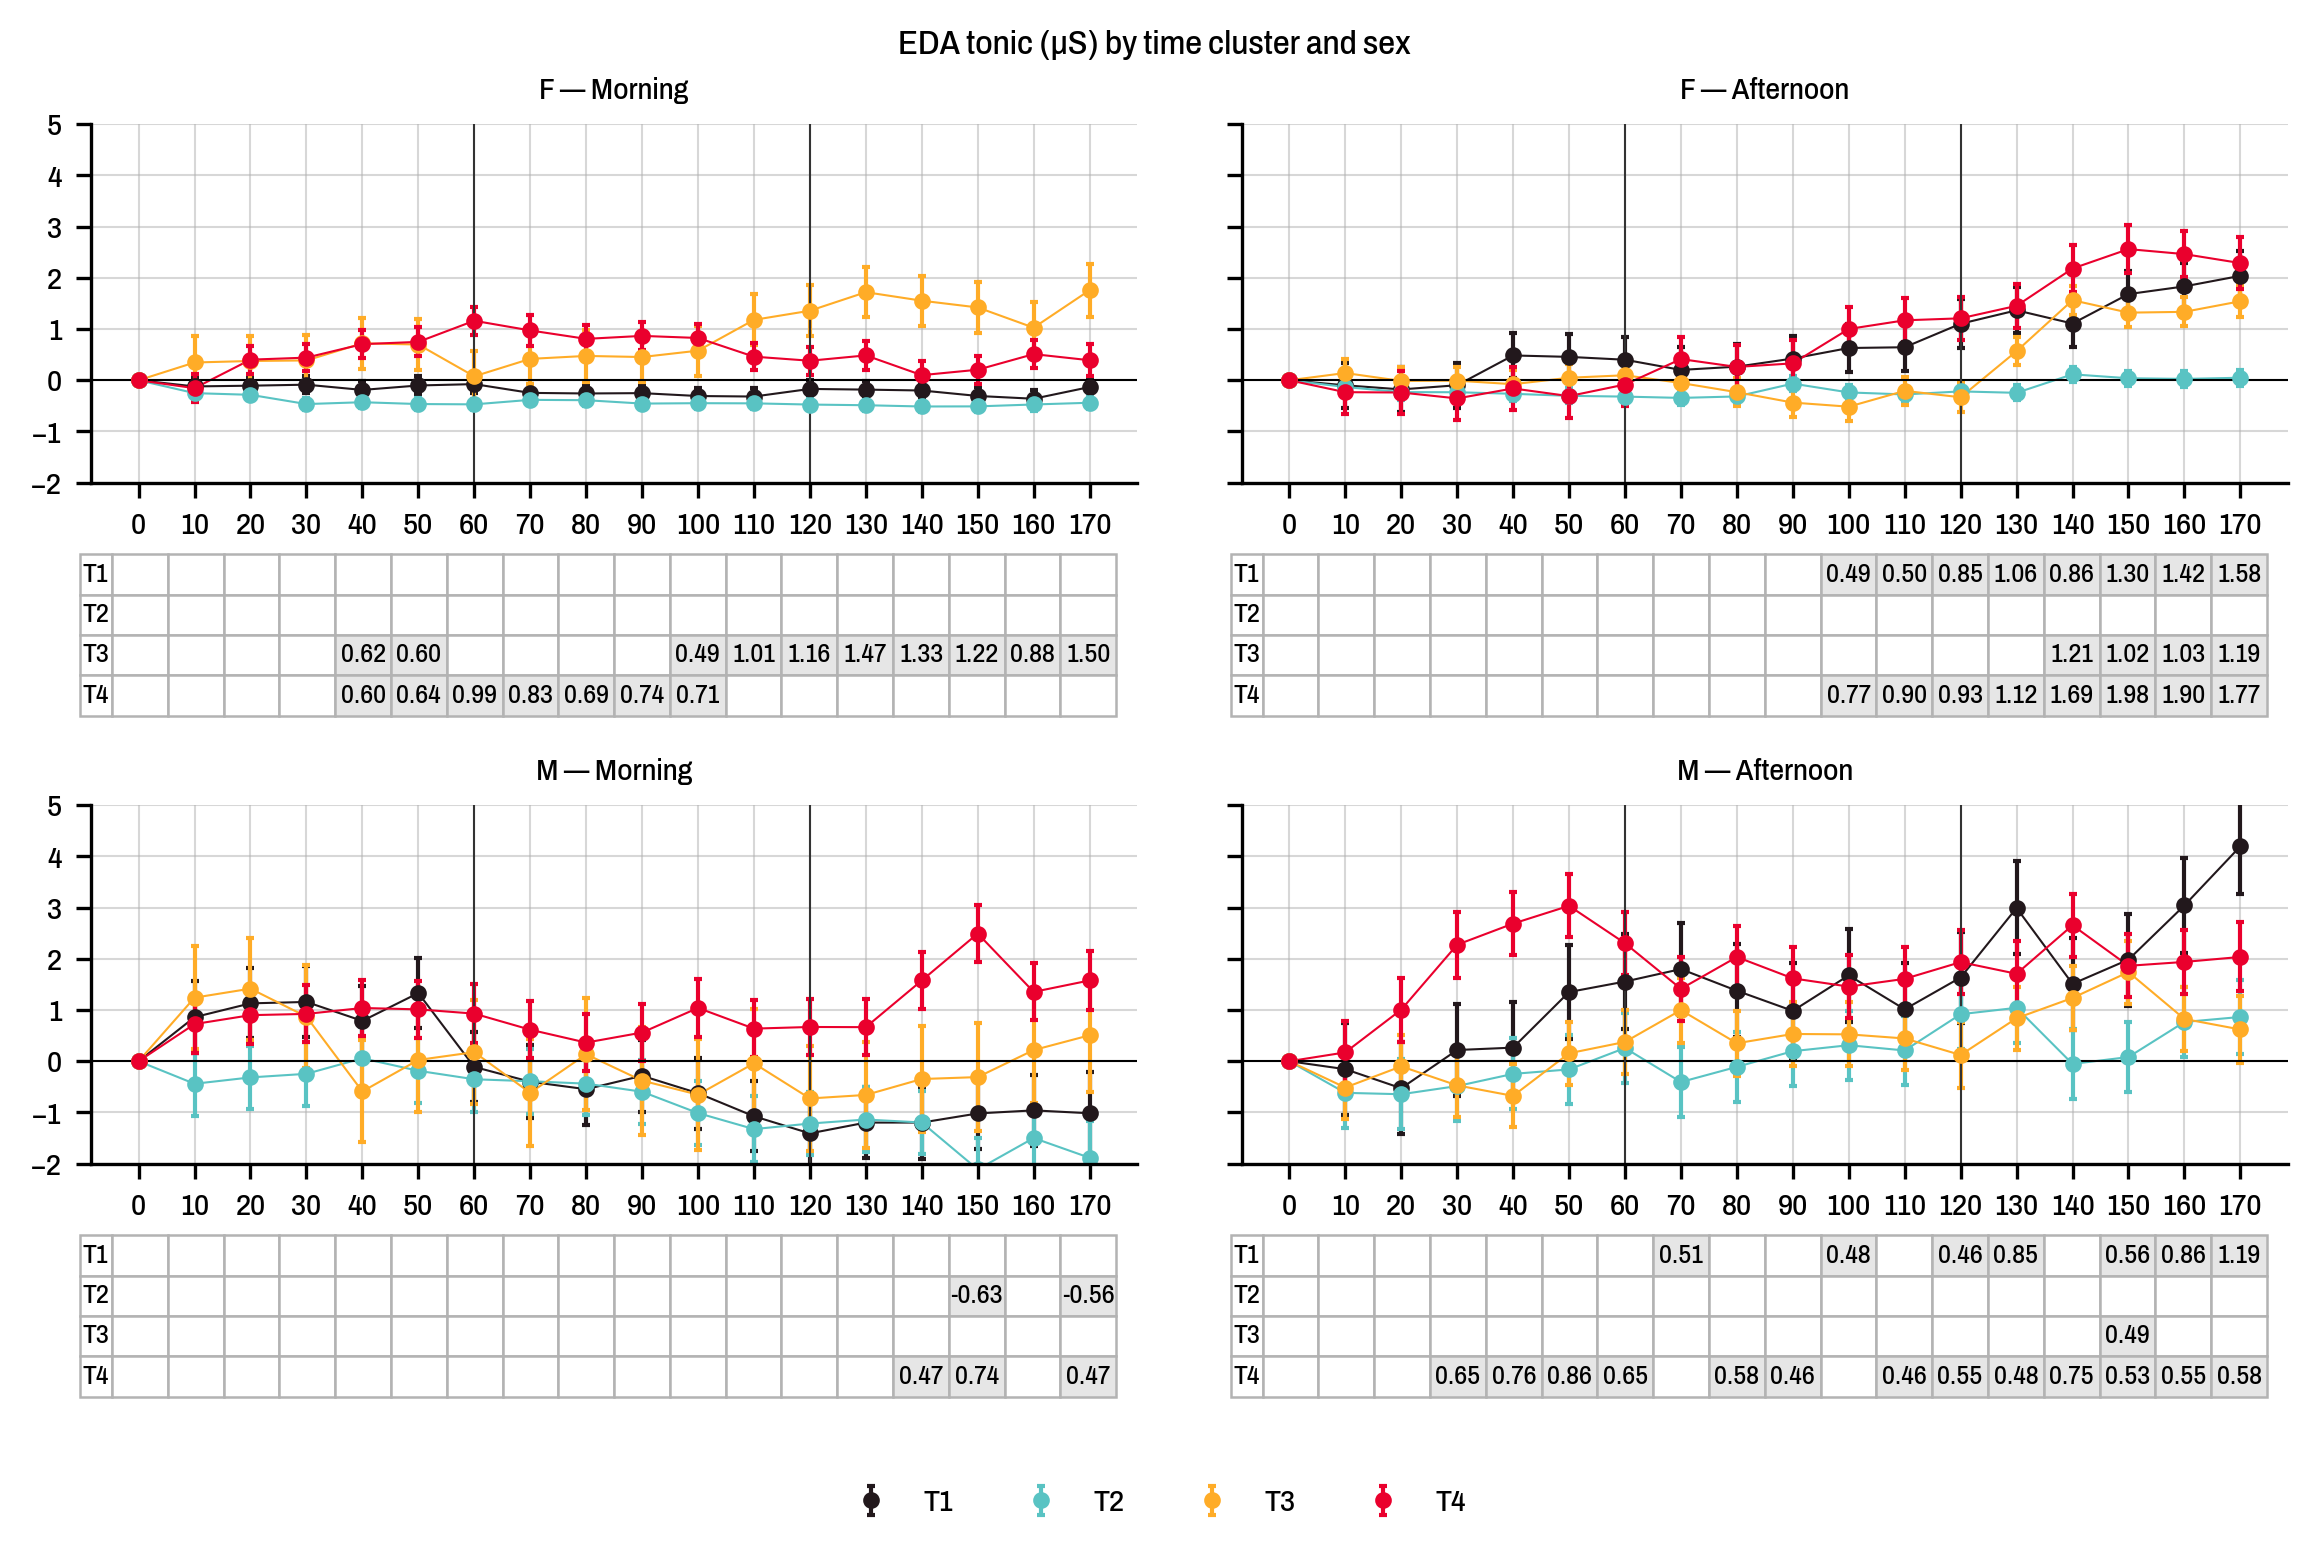 EDA tonic (µS) by time cluster and sex
F — Morning
5
4
3
2
1
0
−1
−2
0 10 20 30 40 50 60 70 80 90 100 110 120 130 140 150 160 170
T1
T2
T3 0.62 0.60 0.49 1.01 1.16 1.47 1.33 1.22 0.88 1.50
T4 0.60 0.64 0.99 0.83 0.69 0.74 0.71
F — Afternoon
0 10 20 30 40 50 60 70 80 90 100 110 120 130 140 150 160 170
T1 0.49 0.50 0.85 1.06 0.86 1.30 1.42 1.58
T2
T3 1.21 1.02 1.03 1.19
T4 0.77 0.90 0.93 1.12 1.69 1.98 1.90 1.77
M — Morning
5
4
3
2
1
0
−1
−2
0 10 20 30 40 50 60 70 80 90 100 110 120 130 140 150 160 170
T1
T2 -0.63 -0.56
T3
T4 0.47 0.74 0.47
M — Afternoon
0 10 20 30 40 50 60 70 80 90 100 110 120 130 140 150 160 170
T1 0.51 0.48 0.46 0.85 0.56 0.86 1.19
T2
T3 0.49
T4 0.65 0.76 0.86 0.65 0.58 0.46 0.46 0.55 0.48 0.75 0.53 0.55 0.58
T1 T2 T3 T4